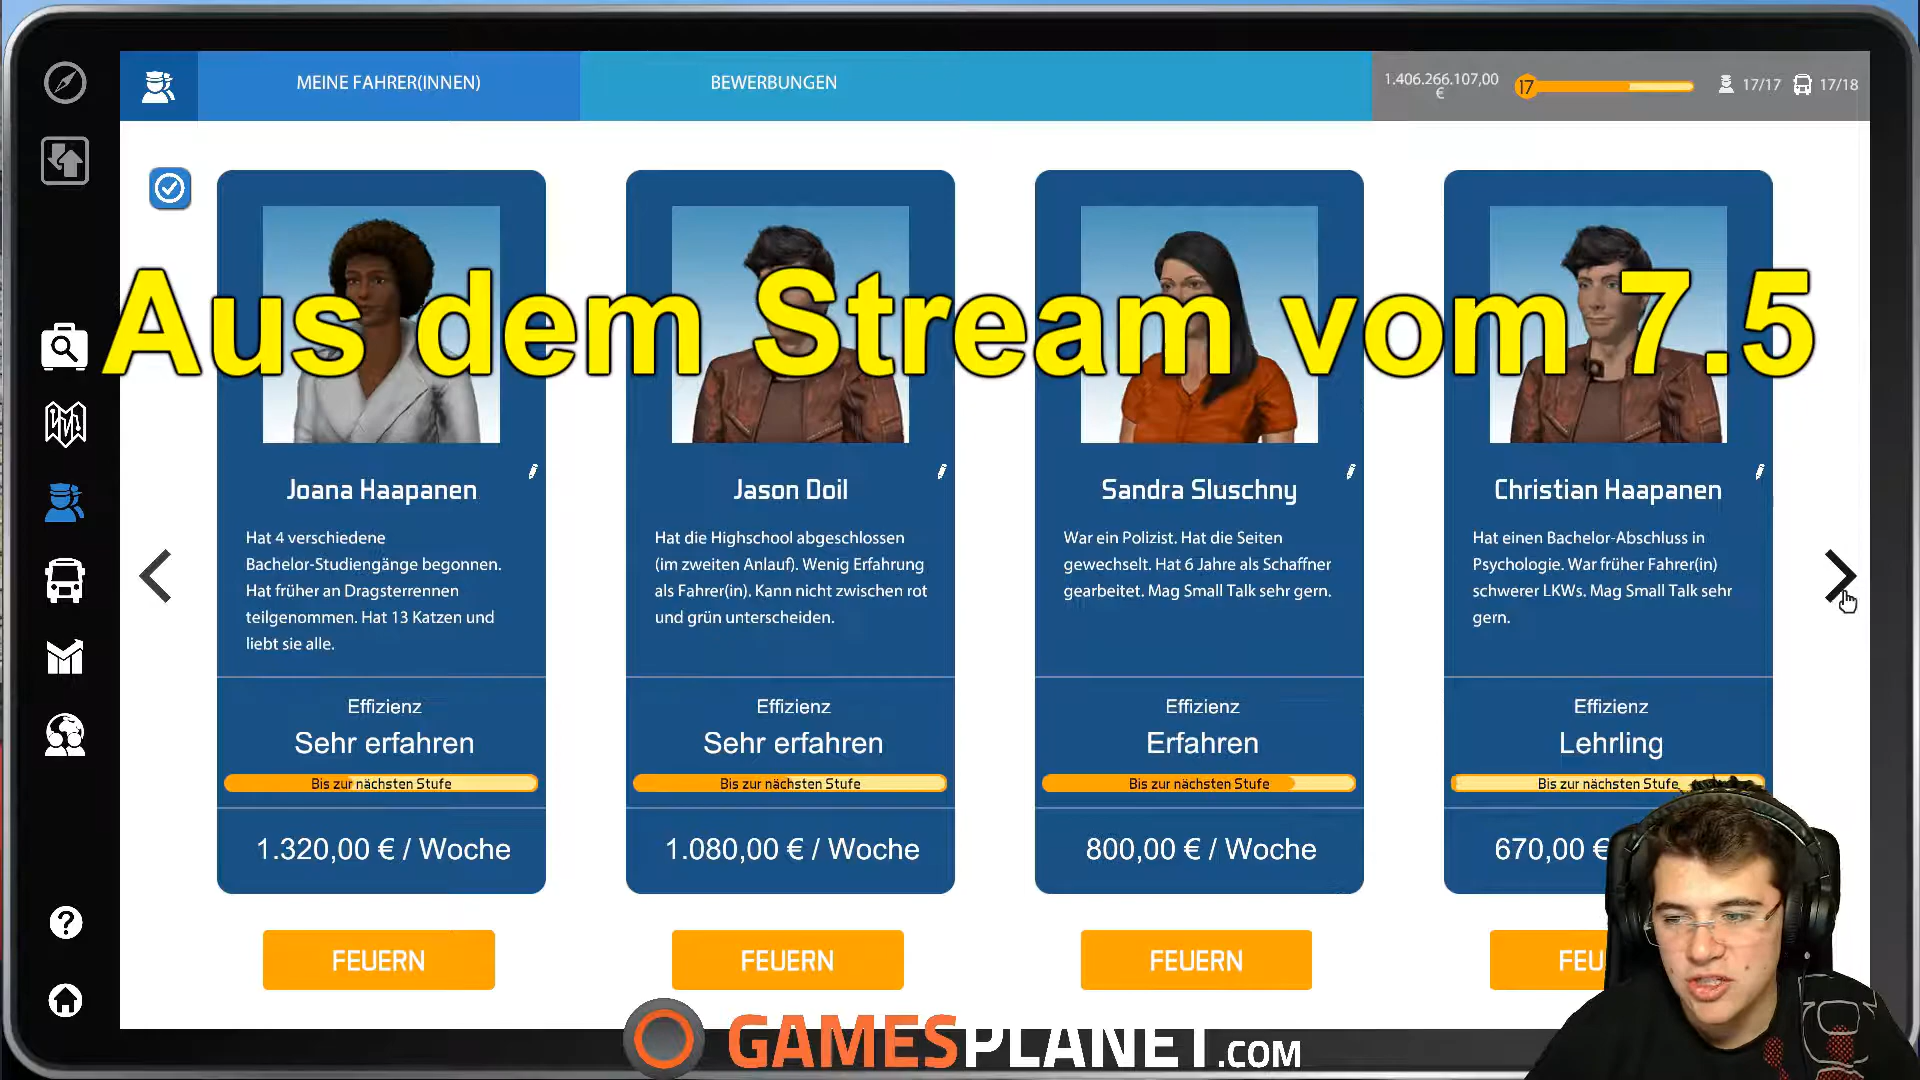 MEINE FAHRER(INNEN)
BEWERBUNGEN
1.406.266.107,00
€
17
17/17
17/18
Aus dem Stream vom 7.5
Joana Haapanen
Hat 4 verschiedene
Bachelor-Studiengänge begonnen.
Hat früher an Dragsterrennen
teilgenommen. Hat 13 Katzen und
liebt sie alle.
Effizienz
Sehr erfahren
Bis zur nächsten Stufe
1.320,00 € / Woche
FEUERN
Jason Doil
Hat die Highschool abgeschlossen
(im zweiten Anlauf). Wenig Erfahrung
als Fahrer(in). Kann nicht zwischen rot
und grün unterscheiden.
Effizienz
Sehr erfahren
Bis zur nächsten Stufe
1.080,00 € / Woche
FEUERN
Sandra Sluschny
War ein Polizist. Hat die Seiten
gewechselt. Hat 6 Jahre als Schaffner
gearbeitet. Mag Small Talk sehr gern.
Effizienz
Erfahren
Bis zur nächsten Stufe
800,00 € / Woche
FEUERN
Christian Haapanen
Hat einen Bachelor-Abschluss in
Psychologie. War früher Fahrer(in)
schwerer LKWs. Mag Small Talk sehr
gern.
Effizienz
Lehrling
Bis zur nächsten Stufe
670,00 €
FEU
GAMESPLANET.COM